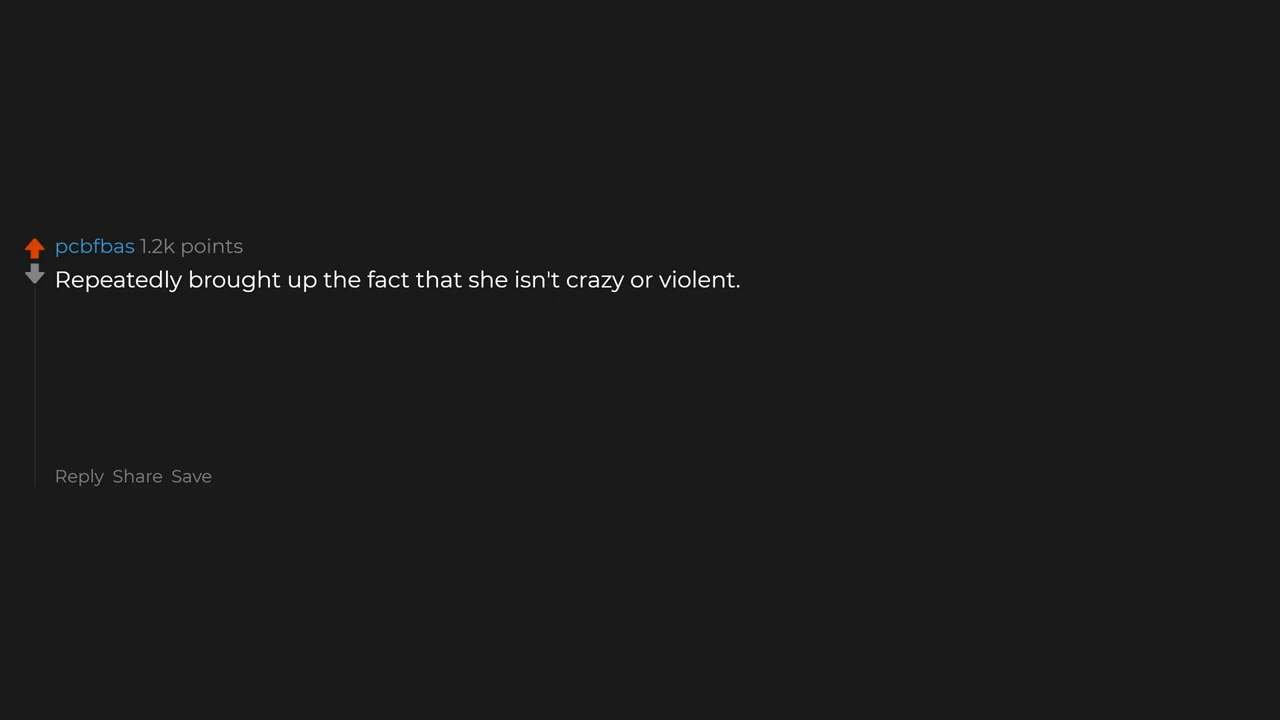 pcbfbas 1.2k points
Repeatedly brought up the fact that she isn't crazy or violent.
Reply Share Save